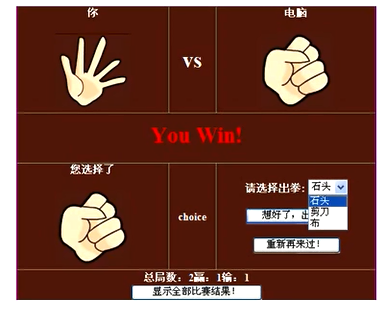 你
VS
电脑
You Win!
您选择了
choice
请选择出拳: 石头
石头
剪刀
布
想好了，出
重新再来过!
总局数: 2赢: 1输: 1
显示全部比赛结果!